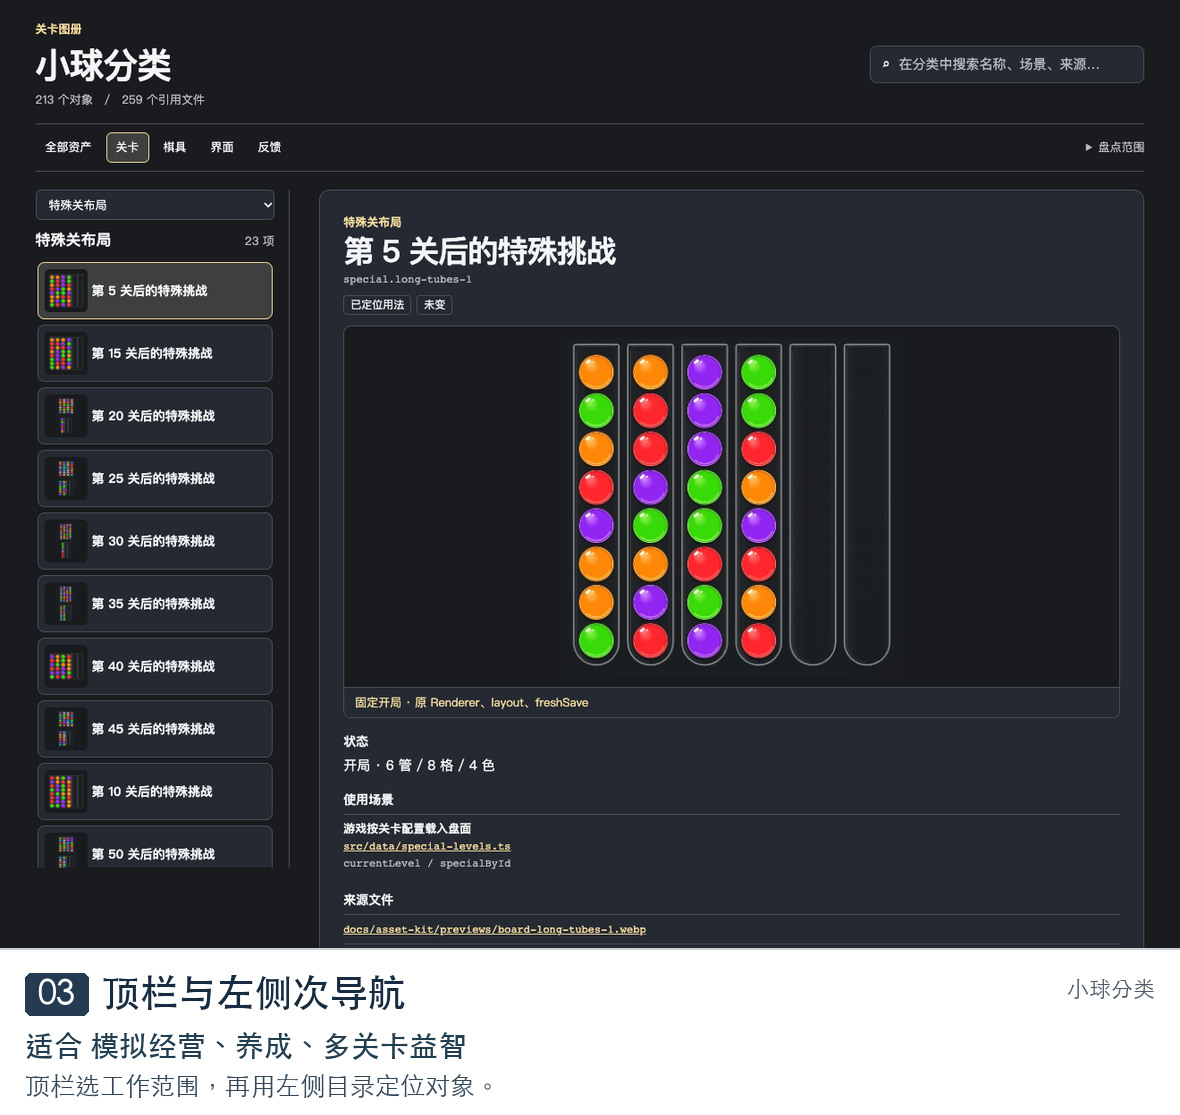 关卡图册
小球分类
213 个对象 / 259 个引用文件
在分类中搜索名称、场景、来源…
全部资产 关卡 棋具 界面 反馈
▶ 盘点范围
特殊关布局
特殊关布局 23 项
第 5 关后的特殊挑战
第 15 关后的特殊挑战
第 20 关后的特殊挑战
第 25 关后的特殊挑战
第 30 关后的特殊挑战
第 35 关后的特殊挑战
第 40 关后的特殊挑战
第 45 关后的特殊挑战
第 10 关后的特殊挑战
第 50 关后的特殊挑战
特殊关布局
第 5 关后的特殊挑战
special.long-tubes-1
已定位用法 未变
固定开局 · 原 Renderer、layout、freshSave
状态
开局 · 6 管 / 8 格 / 4 色
使用场景
游戏按关卡配置载入盘面
src/data/special-levels.ts
currentLevel / specialById
来源文件
docs/asset-kit/previews/board-long-tubes-1.webp
03 顶栏与左侧次导航
小球分类
适合 模拟经营、养成、多关卡益智
顶栏选工作范围，再用左侧目录定位对象。